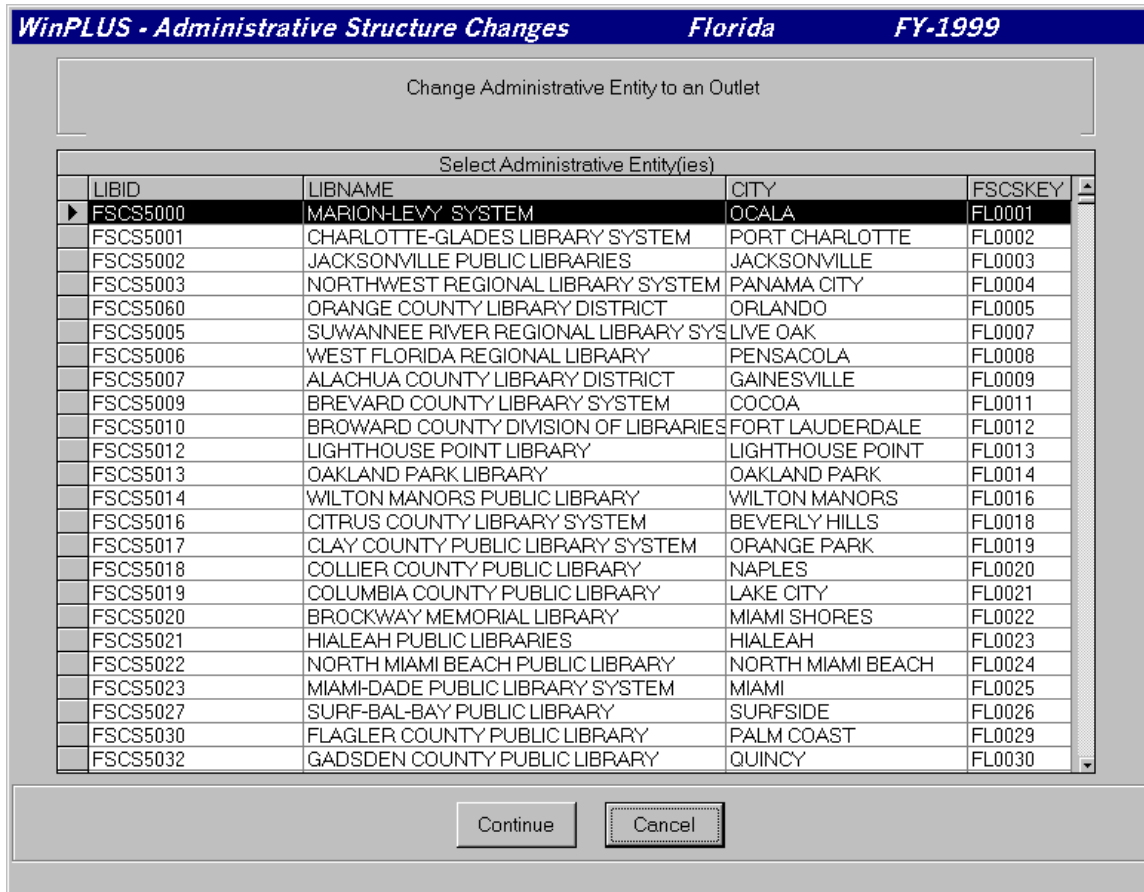 WinPLUS - Administrative Structure Changes Florida FY-1999
Change Administrative Entity to an Outlet
Select Administrative Entity(ies)
LIBID LIBNAME CITY FSCSKEY
FSCS5000 MARION-LEVY SYSTEM OCALA FL0001
FSCS5001 CHARLOTTE-GLADES LIBRARY SYSTEM PORT CHARLOTTE FL0002
FSCS5002 JACKSONVILLE PUBLIC LIBRARIES JACKSONVILLE FL0003
FSCS5003 NORTHWEST REGIONAL LIBRARY SYSTEM PANAMA CITY FL0004
FSCS5060 ORANGE COUNTY LIBRARY DISTRICT ORLANDO FL0005
FSCS5005 SUWANNEE RIVER REGIONAL LIBRARY SYS LIVE OAK FL0007
FSCS5006 WEST FLORIDA REGIONAL LIBRARY PENSACOLA FL0008
FSCS5007 ALACHUA COUNTY LIBRARY DISTRICT GAINESVILLE FL0009
FSCS5009 BREVARD COUNTY LIBRARY SYSTEM COCOA FL0011
FSCS5010 BROWARD COUNTY DIVISION OF LIBRARIES FORT LAUDERDALE FL0012
FSCS5012 LIGHTHOUSE POINT LIBRARY LIGHTHOUSE POINT FL0013
FSCS5013 OAKLAND PARK LIBRARY OAKLAND PARK FL0014
FSCS5014 WILTON MANORS PUBLIC LIBRARY WILTON MANORS FL0016
FSCS5016 CITRUS COUNTY LIBRARY SYSTEM BEVERLY HILLS FL0018
FSCS5017 CLAY COUNTY PUBLIC LIBRARY SYSTEM ORANGE PARK FL0019
FSCS5018 COLLIER COUNTY PUBLIC LIBRARY NAPLES FL0020
FSCS5019 COLUMBIA COUNTY PUBLIC LIBRARY LAKE CITY FL0021
FSCS5020 BROCKWAY MEMORIAL LIBRARY MIAMI SHORES FL0022
FSCS5021 HIALEAH PUBLIC LIBRARIES HIALEAH FL0023
FSCS5022 NORTH MIAMI BEACH PUBLIC LIBRARY NORTH MIAMI BEACH FL0024
FSCS5023 MIAMI-DADE PUBLIC LIBRARY SYSTEM MIAMI FL0025
FSCS5027 SURF-BAL-BAY PUBLIC LIBRARY SURFSIDE FL0026
FSCS5030 FLAGLER COUNTY PUBLIC LIBRARY PALM COAST FL0029
FSCS5032 GADSDEN COUNTY PUBLIC LIBRARY QUINCY FL0030
Continue Cancel